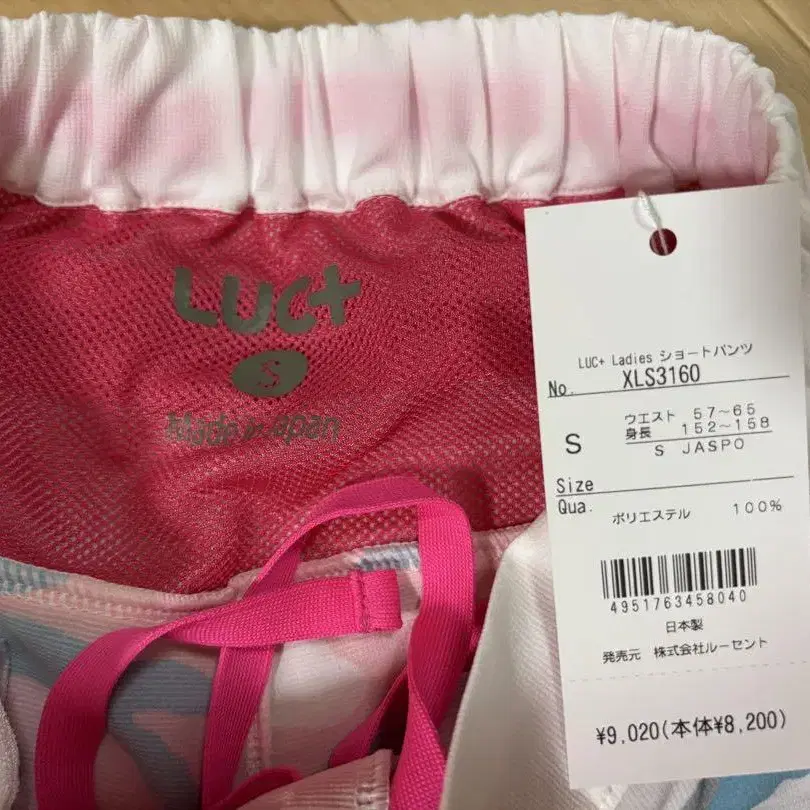 LUC+
S
Made in Japan
LUC+ Ladies ショートパンツ
No. XLS3160
S
ウエスト 57～65
身長 152～158
S JASPO
Size
Qua.
ポリエステル 100%
4951763458040
日本製
発売元 株式会社ルーセント
¥9,020(本体¥8,200)